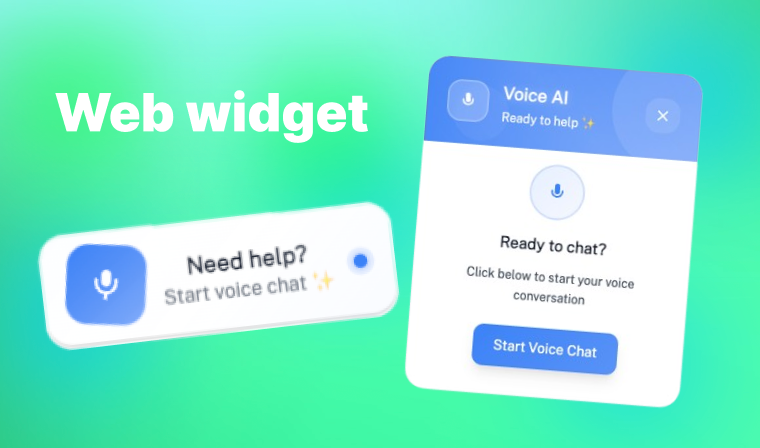 Web widget
Need help?
Start voice chat ✨
Voice AI
Ready to help ✨
Ready to chat?
Click below to start your voice
conversation
Start Voice Chat